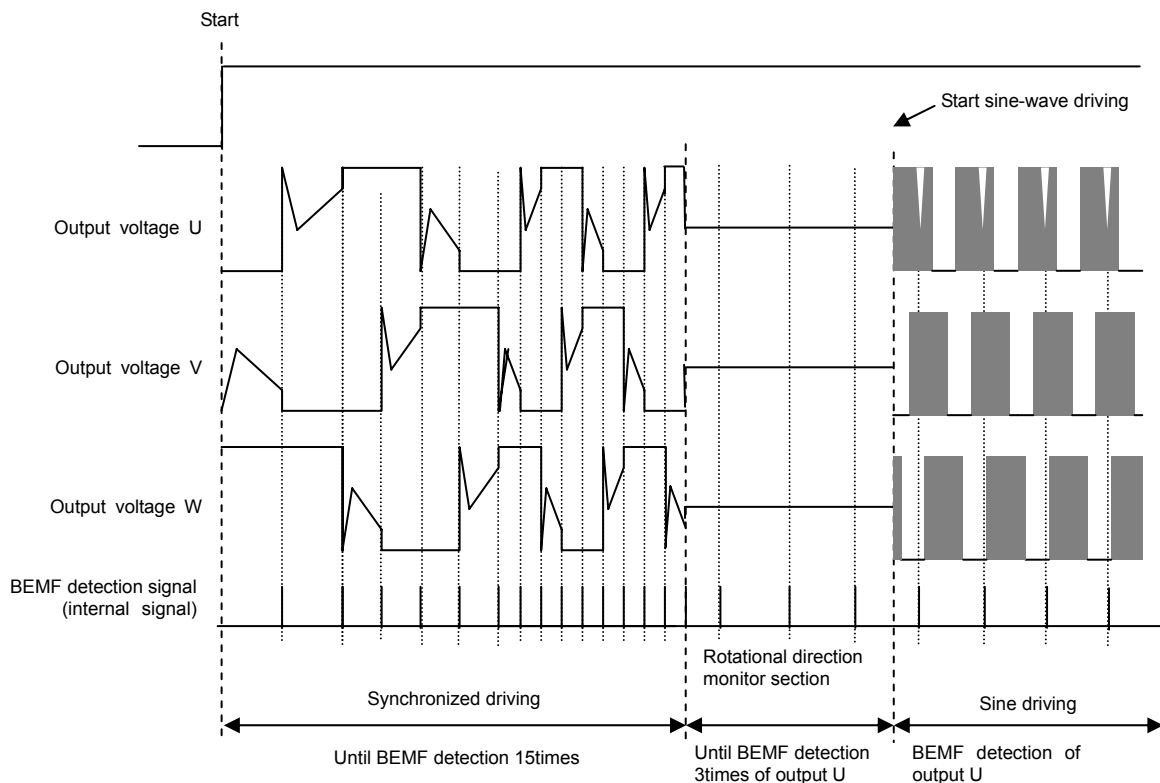 Start
Start sine-wave driving
Output voltage U
Output voltage V
Output voltage W
BEMF detection signal
(internal signal)
Rotational direction
monitor section
Synchronized driving
Sine driving
Until BEMF detection 15times
Until BEMF detection
3times of output U
BEMF detection of
output U